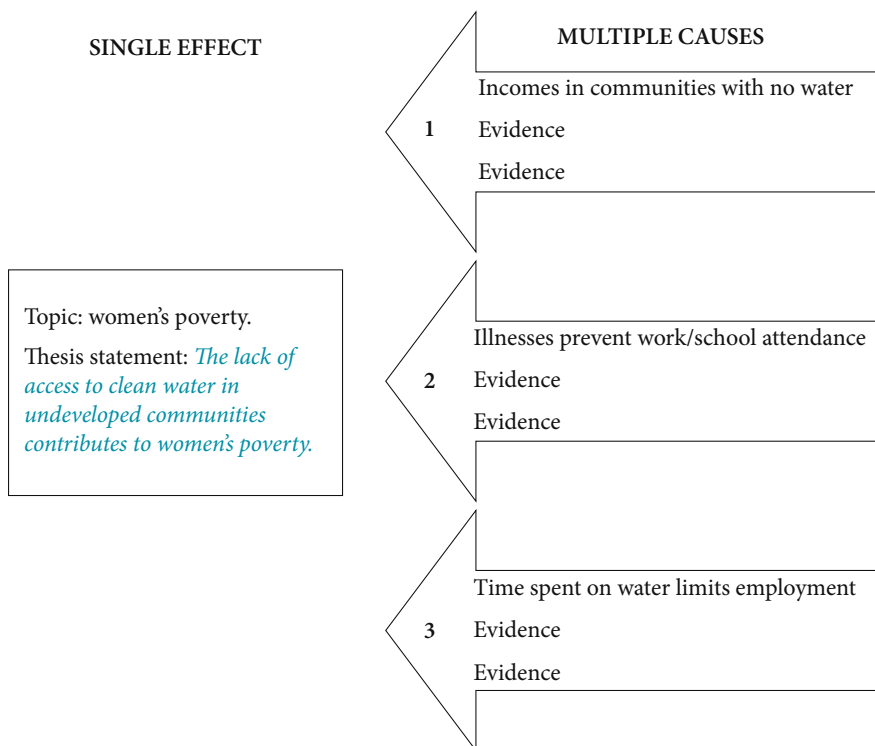 SINGLE EFFECT
MULTIPLE CAUSES
Topic: women's poverty.
Thesis statement: The lack of
access to clean water in
undeveloped communities
contributes to women's poverty.
1
Incomes in communities with no water
Evidence
Evidence
2
Illnesses prevent work/school attendance
Evidence
Evidence
3
Time spent on water limits employment
Evidence
Evidence